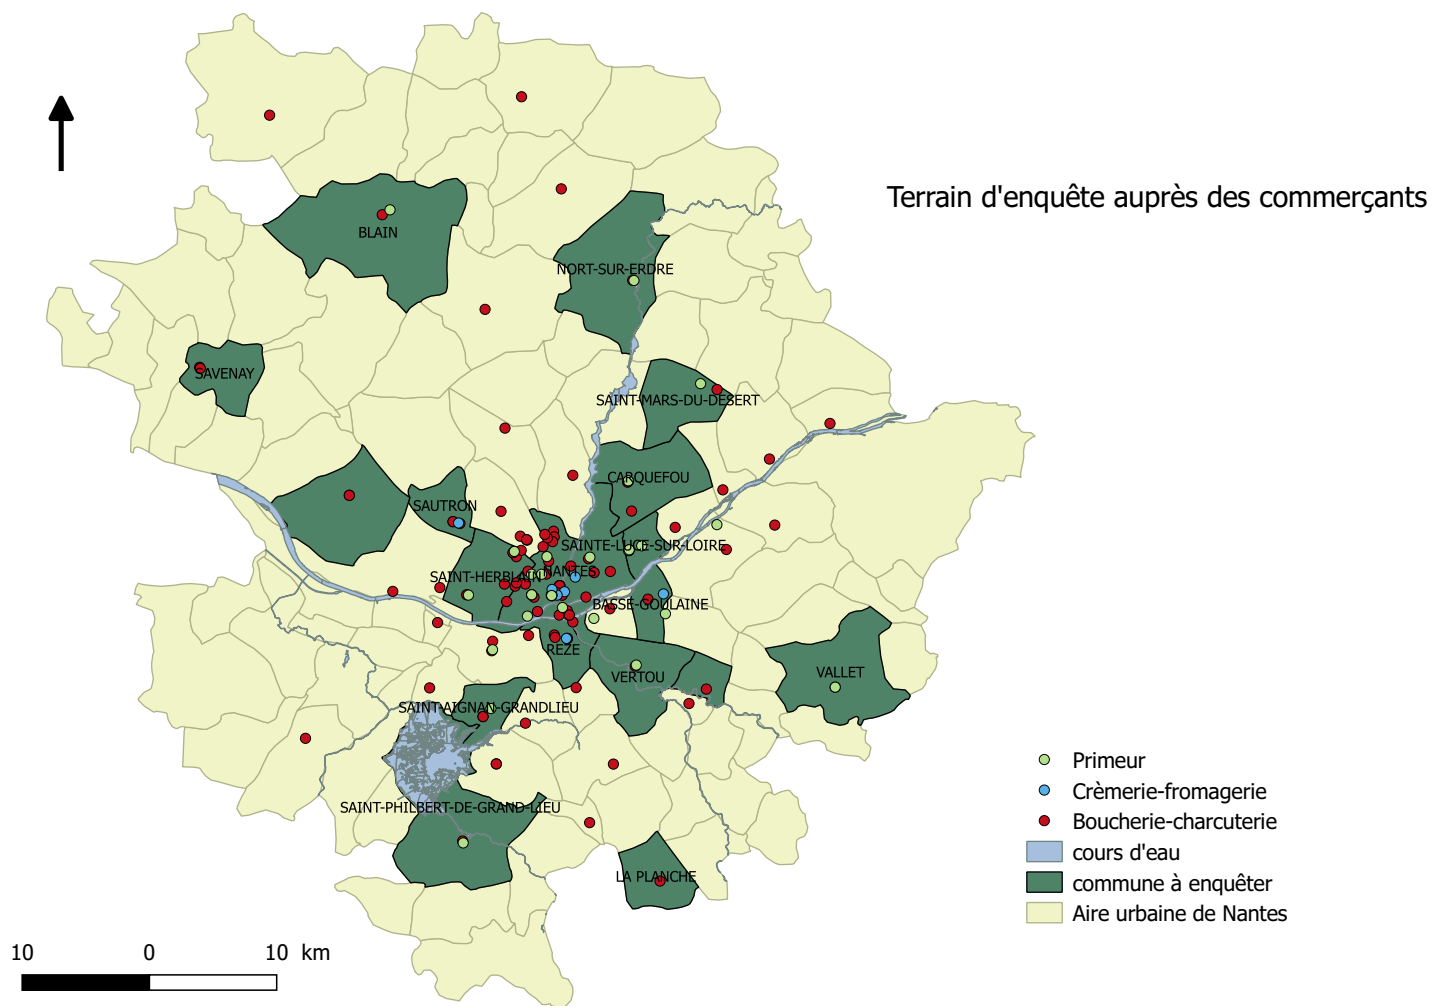 Terrain d'enquête auprès des commerçants
BLAIN
NORT-SUR-ERDRE
SAVENAY
SAINT-MARS-DU-DESERT
CARQUEFOU
SAUTRON
SAINTE-LUCE-SUR-LOIRE
SAINT-HERBLAIN
NANTES
BASSE-GOULAINE
REZE
VERTOU
VALLET
SAINT-AIGNAN-GRANDLIEU
SAINT-PHILBERT-DE-GRAND-LIEU
LA PLANCHE
Primeur
Crèmerie-fromagerie
Boucherie-charcuterie
cours d'eau
commune à enquêter
Aire urbaine de Nantes
10 0 10 km